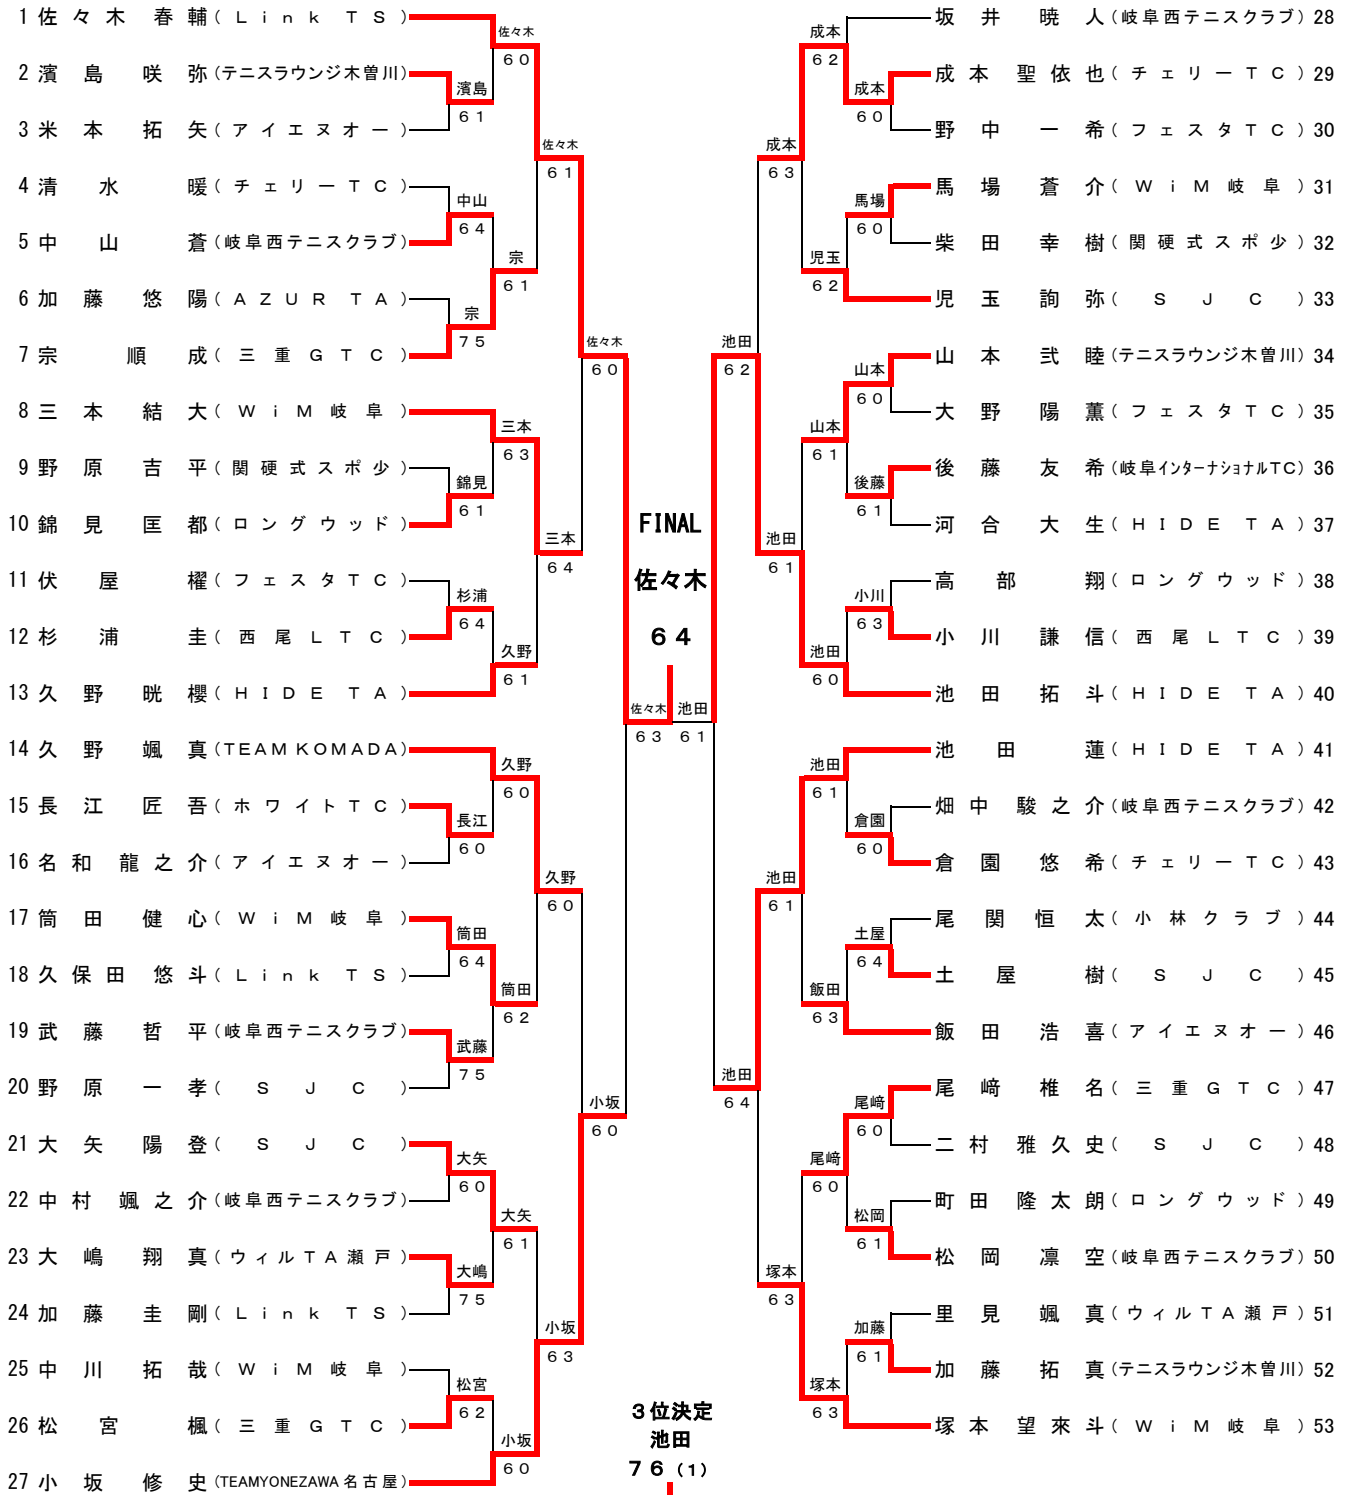 1 佐々木 春輔 (Link TS)
2 濱島 咲弥 (テニスラウンジ木曽川)
3 米本 拓矢 (アイエヌオー)
4 清水 暖 (チェリーTC)
5 中山 蒼 (岐阜西テニスクラブ)
6 加藤 悠陽 (AZUR TA)
7 宗 順成 (三重GTC)
8 三本 結大 (WiM岐阜)
9 野原 吉平 (関硬式スポ少)
10 錦見 匡都 (ロングウッド)
11 伏屋 櫂 (フェスタTC)
12 杉浦 圭 (西尾LTC)
13 久野 晄櫻 (HIDE TA)
14 久野 颯真 (TEAM KOMADA)
15 長江 匠吾 (ホワイトTC)
16 名和 龍之介 (アイエヌオー)
17 筒田 健心 (WiM岐阜)
18 久保田 悠斗 (Link TS)
19 武藤 哲平 (岐阜西テニスクラブ)
20 野原 一孝 (SJC)
21 大矢 陽登 (SJC)
22 中村 颯之介 (岐阜西テニスクラブ)
23 大嶋 翔真 (ウィルTA瀬戸)
24 加藤 圭剛 (Link TS)
25 中川 拓哉 (WiM岐阜)
26 松宮 楓 (三重GTC)
27 小坂 修史 (TEAMYONEZAWA名古屋)
濱島
61
中山
64
宗
75
錦見
61
杉浦
64
長江
60
筒田
64
武藤
75
大矢
60
大嶋
75
松宮
62
佐々木
60
宗
61
三本
63
久野
61
久野
60
筒田
62
大矢
61
小坂
60
佐々木
61
三本
64
久野
60
小坂
63
佐々木
60
小坂
60
佐々木
63
FINAL
佐々木
64
3位決定
池田
76(1)
池田
61
池田
62
池田
64
成本
63
池田
61
池田
61
塚本
63
成本
62
児玉
62
山本
61
池田
60
池田
61
飯田
63
尾﨑
60
塚本
63
成本
60
馬場
60
山本
60
後藤
61
小川
63
倉園
60
土屋
64
尾﨑
60
松岡
61
加藤
61
坂井 暁人 (岐阜西テニスクラブ) 28
成本 聖依也 (チェリーTC) 29
野中 一希 (フェスタTC) 30
馬場 蒼介 (WiM岐阜) 31
柴田 幸樹 (関硬式スポ少) 32
児玉 詢弥 (SJC) 33
山本 弐睦 (テニスラウンジ木曽川) 34
大野 陽薫 (フェスタTC) 35
後藤 友希 (岐阜インターナショナルTC) 36
河合 大生 (HIDE TA) 37
高部 翔 (ロングウッド) 38
小川 謙信 (西尾LTC) 39
池田 拓斗 (HIDE TA) 40
池田 蓮 (HIDE TA) 41
畑中 駿之介 (岐阜西テニスクラブ) 42
倉園 悠希 (チェリーTC) 43
尾関 恒太 (小林クラブ) 44
土屋 樹 (SJC) 45
飯田 浩喜 (アイエヌオー) 46
尾﨑 椎名 (三重GTC) 47
二村 雅久史 (SJC) 48
町田 隆太朗 (ロングウッド) 49
松岡 凛空 (岐阜西テニスクラブ) 50
里見 颯真 (ウィルTA瀬戸) 51
加藤 拓真 (テニスラウンジ木曽川) 52
塚本 望來斗 (WiM岐阜) 53